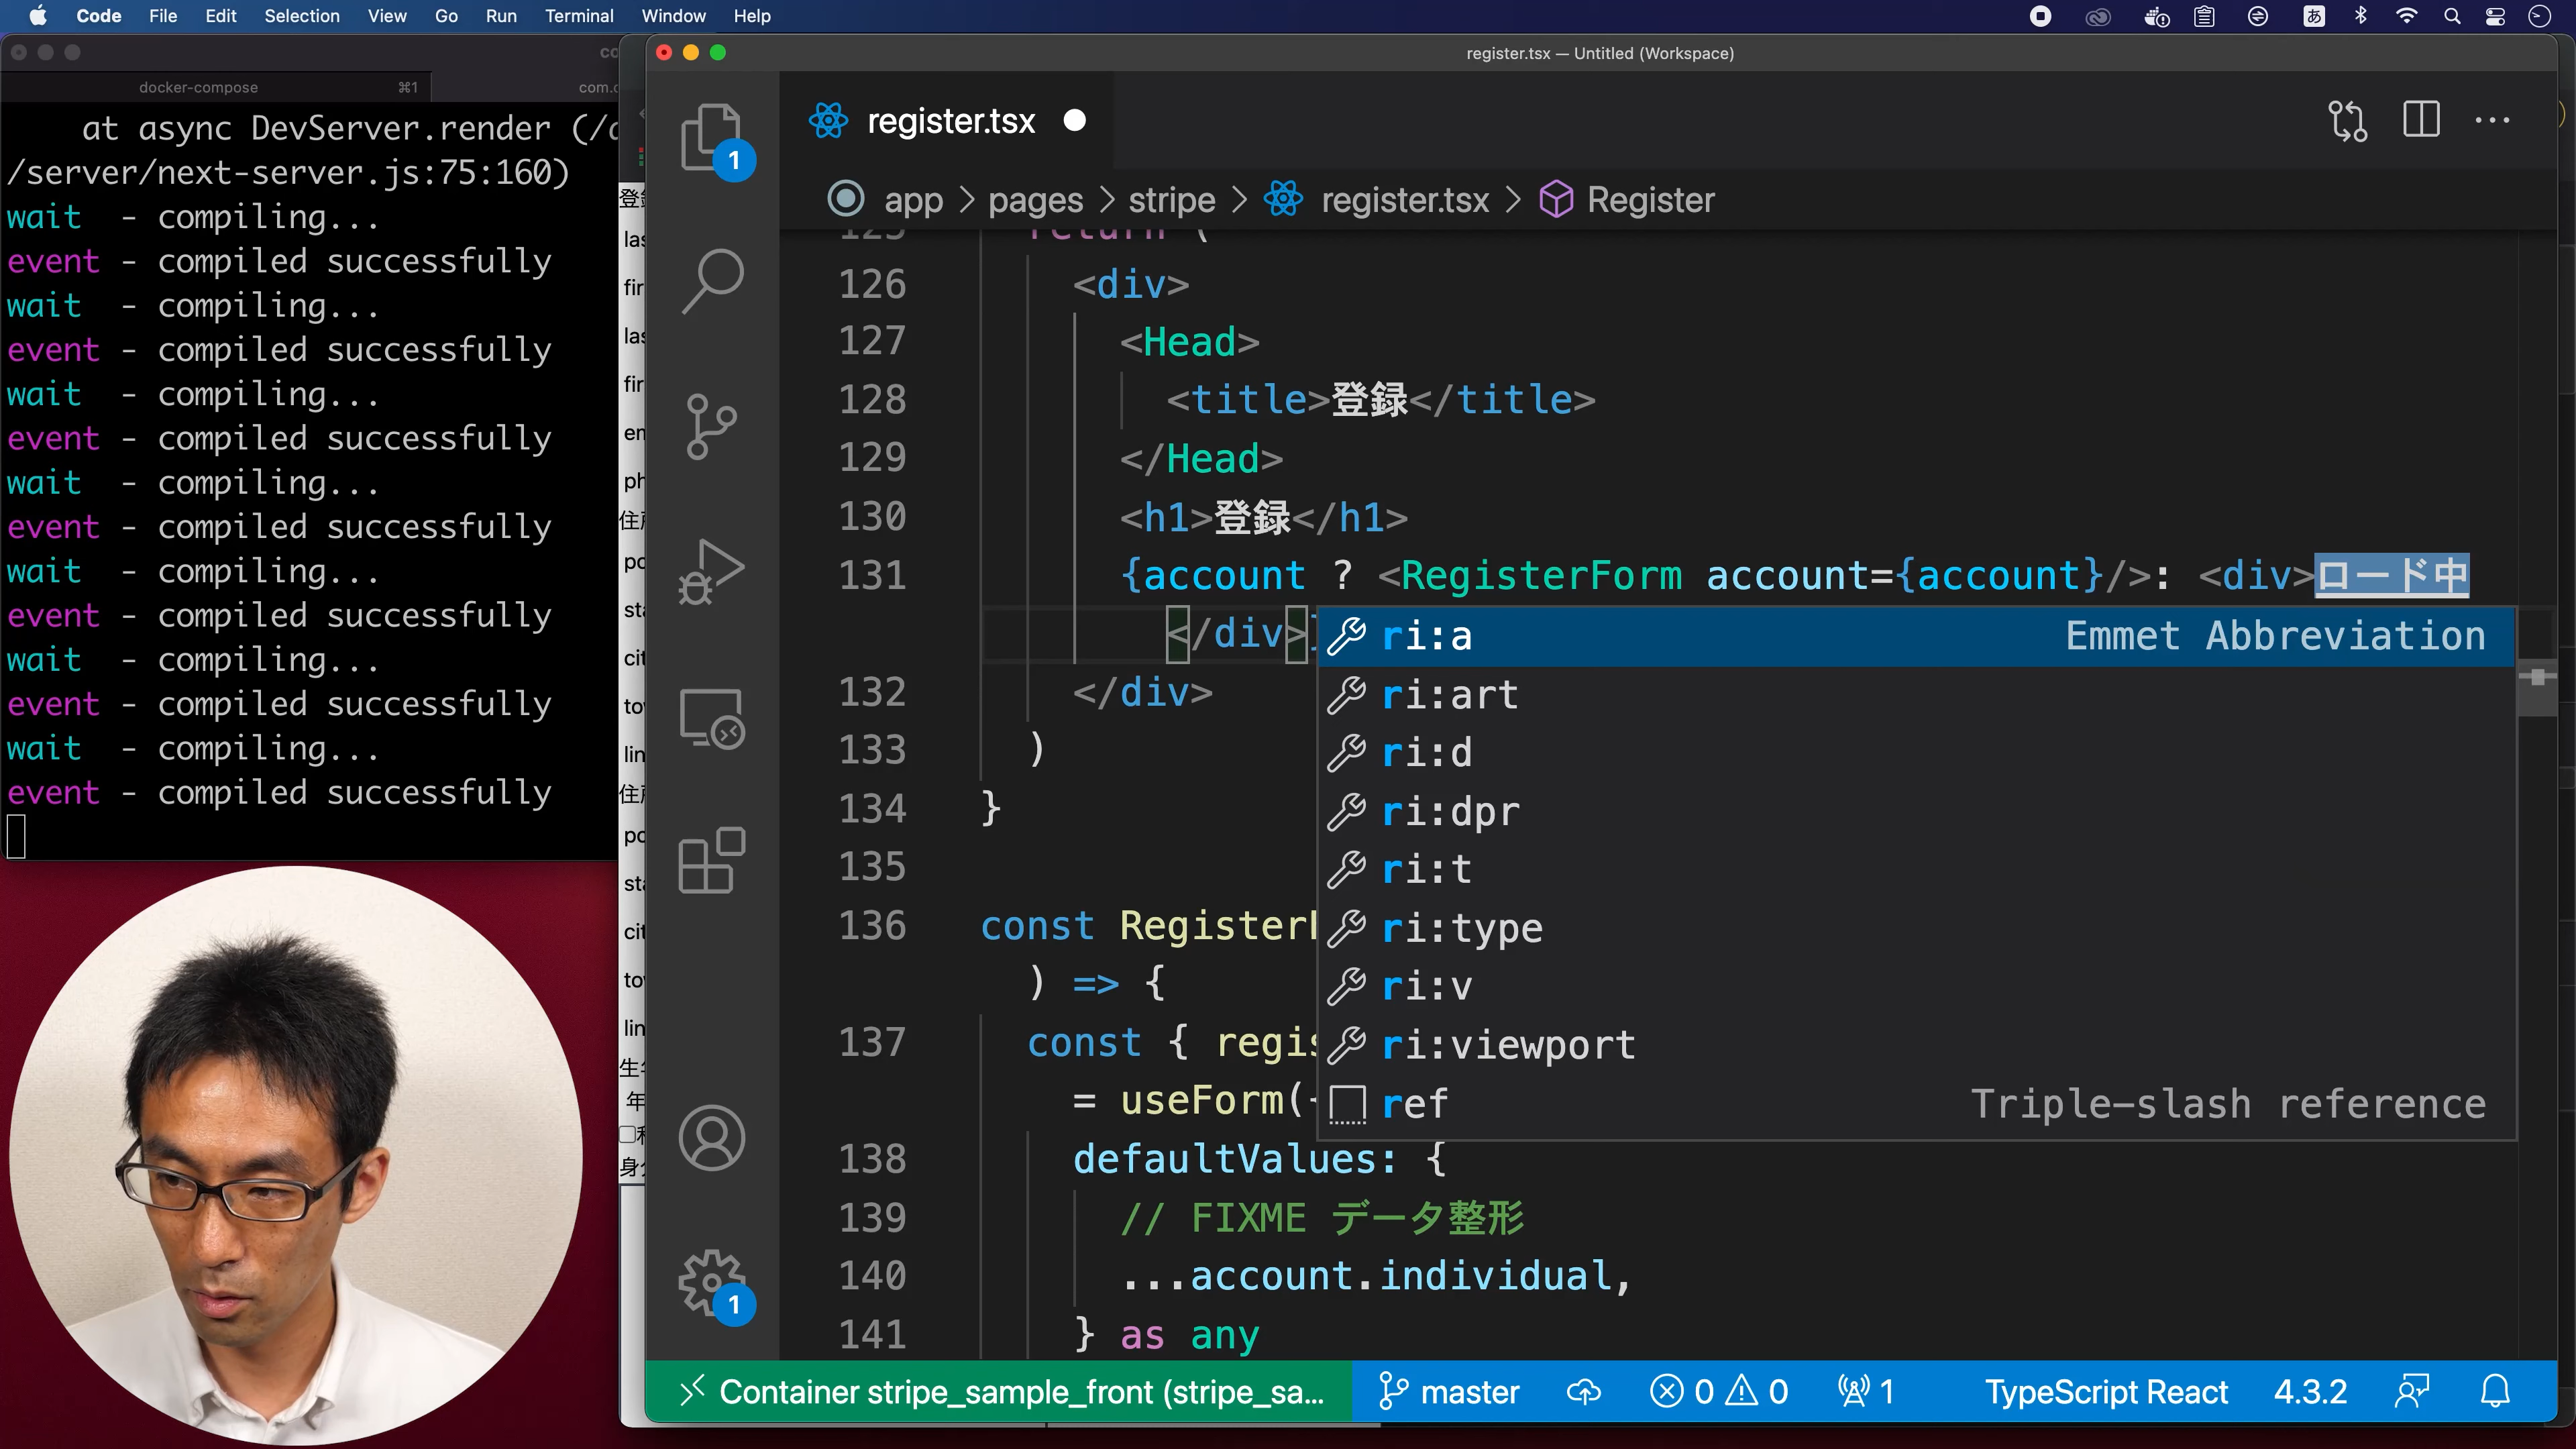 Code File Edit Selection View Go Run Terminal Window Help
docker-compose ⌘1
at async DevServer.render
/server/next-server.js:75:160)
wait - compiling...
event - compiled successfully
wait - compiling...
event - compiled successfully
wait - compiling...
event - compiled successfully
wait - compiling...
event - compiled successfully
wait - compiling...
event - compiled successfully
wait - compiling...
event - compiled successfully
wait - compiling...
event - compiled successfully
register.tsx — Untitled (Workspace)
register.tsx
app > pages > stripe > register.tsx > Register
125 return (
126 <div>
127 <Head>
128 <title>登録</title>
129 </Head>
130 <h1>登録</h1>
131 {account ? <RegisterForm account={account}/>: <div>ロード中
</div>
132 </div>
133 )
134 }
135
136 const Register
) => {
137 const { regis
= useForm({
138 defaultValues: {
139 // FIXME データ整形
140 ...account.individual,
141 } as any
ri:a Emmet Abbreviation
ri:art
ri:d
ri:dpr
ri:t
ri:type
ri:v
ri:viewport
ref Triple-slash reference
1
1
Container stripe_sample_front (stripe_sa... master 0 0 1 TypeScript React 4.3.2